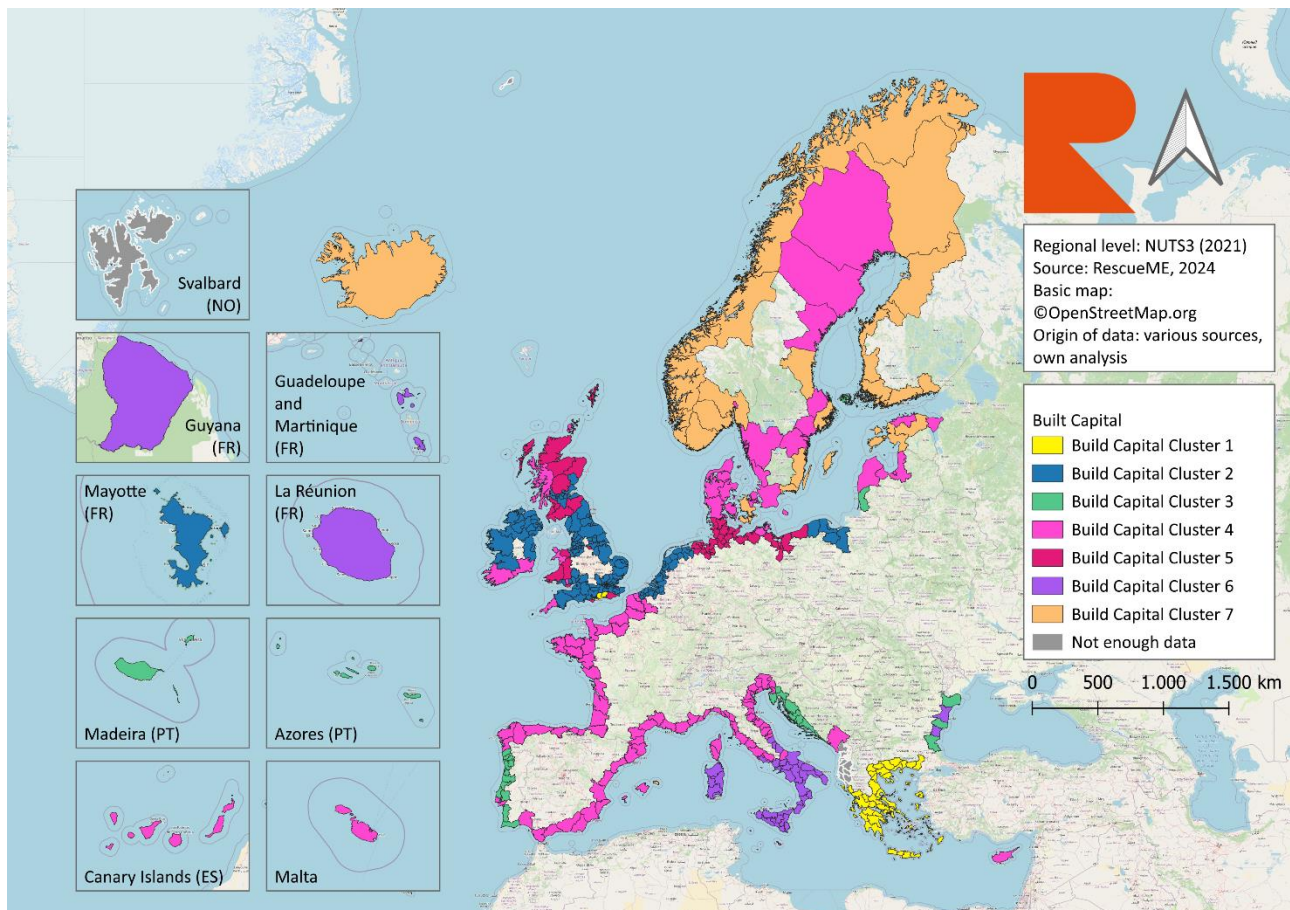 Svalbard
(NO)
Guyana
(FR)
Guadeloupe
and
Martinique
(FR)
Mayotte
(FR)
La Réunion
(FR)
Madeira (PT)
Azores (PT)
Canary Islands (ES)
Malta
Regional level: NUTS3 (2021)
Source: RescueME, 2024
Basic map:
©OpenStreetMap.org
Origin of data: various sources,
own analysis
Built Capital
Build Capital Cluster 1
Build Capital Cluster 2
Build Capital Cluster 3
Build Capital Cluster 4
Build Capital Cluster 5
Build Capital Cluster 6
Build Capital Cluster 7
Not enough data
0 500 1.000 1.500 km